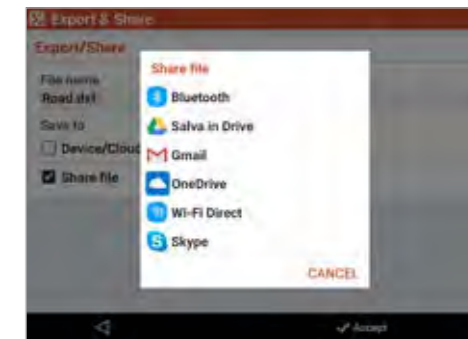 Export & Share
Export/Share
File name
Road.dxf
Save to
Device/Cloud
Share file
Share file
Bluetooth
Salva in Drive
Gmail
OneDrive
Wi-Fi Direct
Skype
CANCEL
Accept